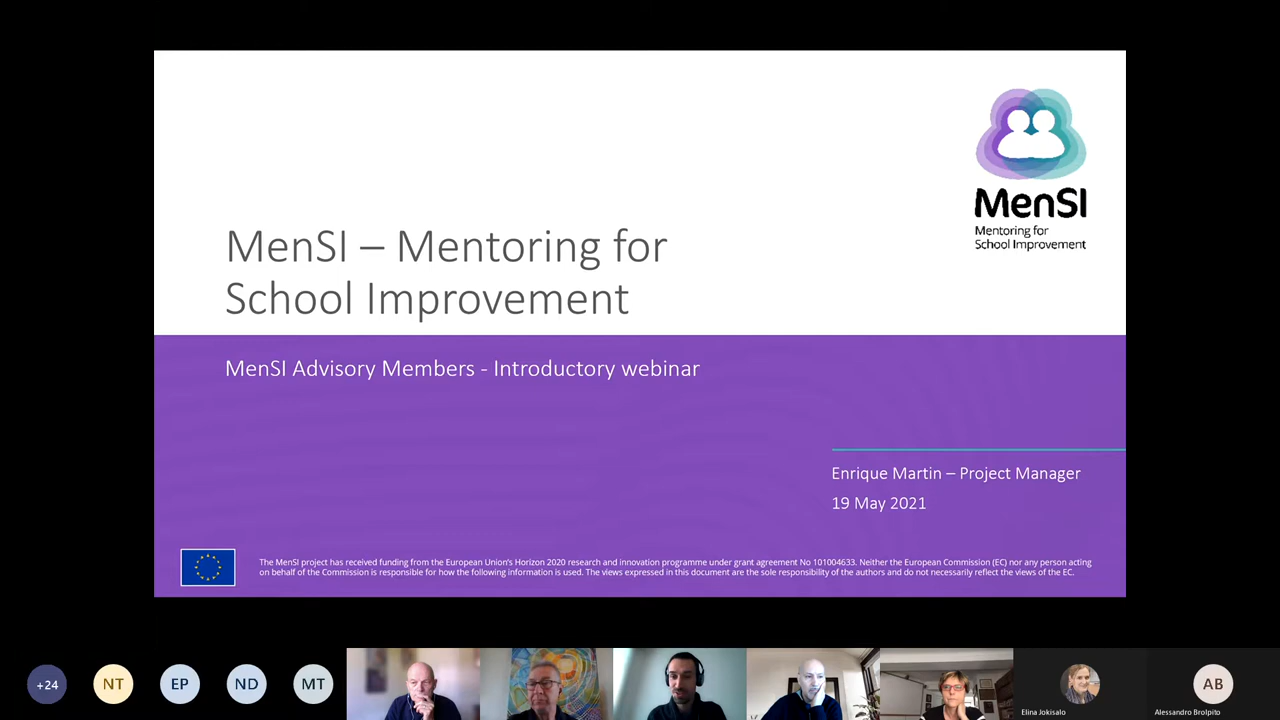 MenSI
Mentoring for
School Improvement
MenSI – Mentoring for
School Improvement
MenSI Advisory Members - Introductory webinar
Enrique Martin – Project Manager
19 May 2021
The MenSI project has received funding from the European Union's Horizon 2020 research and innovation programme under grant agreement No 101004633. Neither the European Commission (EC) nor any person acting
on behalf of the Commission is responsible for how the following information is used. The views expressed in this document are the sole responsibility of the authors and do not necessarily reflect the views of the EC.
+24
NT
EP
ND
MT
AB
Elina Jokisalo
Alessandro Brolpito